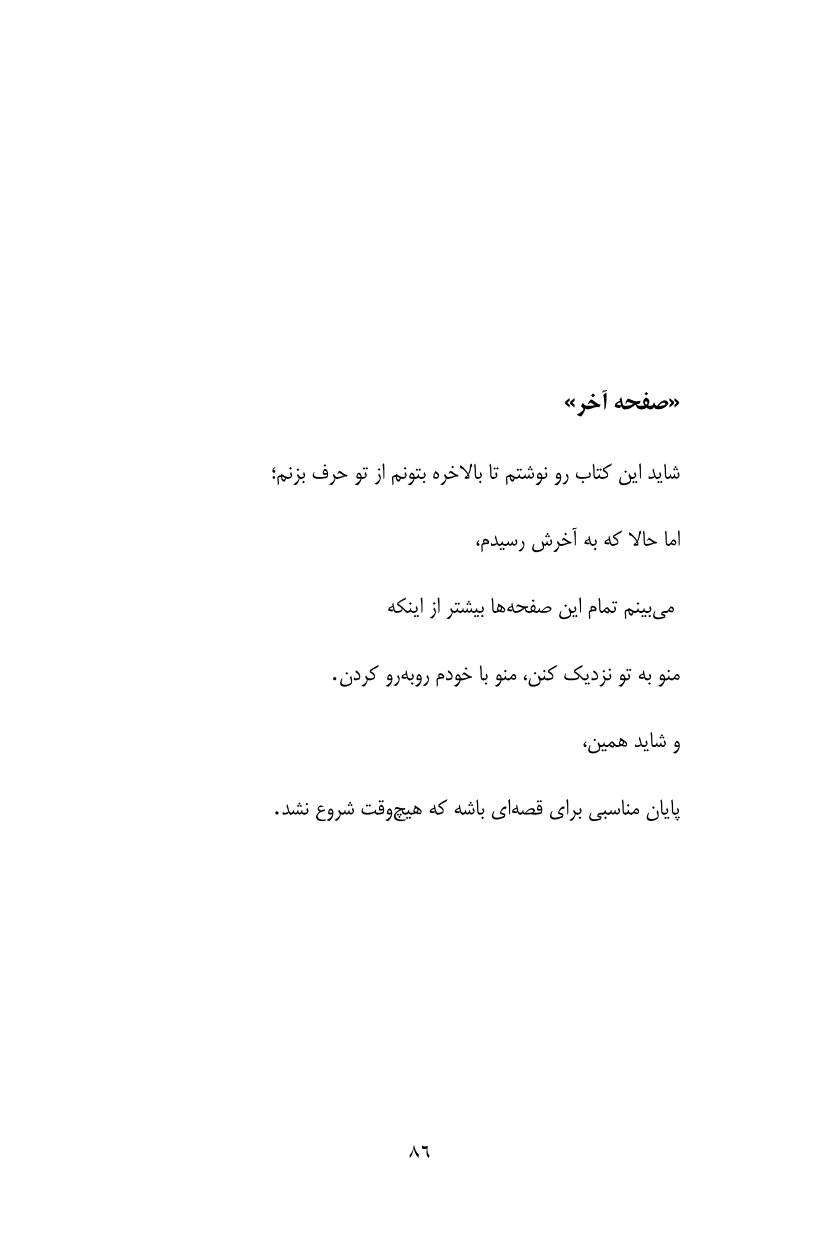 «صفحه آخر»
شاید این کتاب رو نوشتم تا بالاخره بتونم از تو حرف بزنم؛
اما حالا که به آخرش رسیدم،
می‌بینم تمام این صفحه‌ها بیشتر از اینکه
منو به تو نزدیک کنن، منو با خودم روبه‌رو کردن.
و شاید همین،
پایان مناسبی برای قصه‌ای باشه که هیچ‌وقت شروع نشد.
٨٦